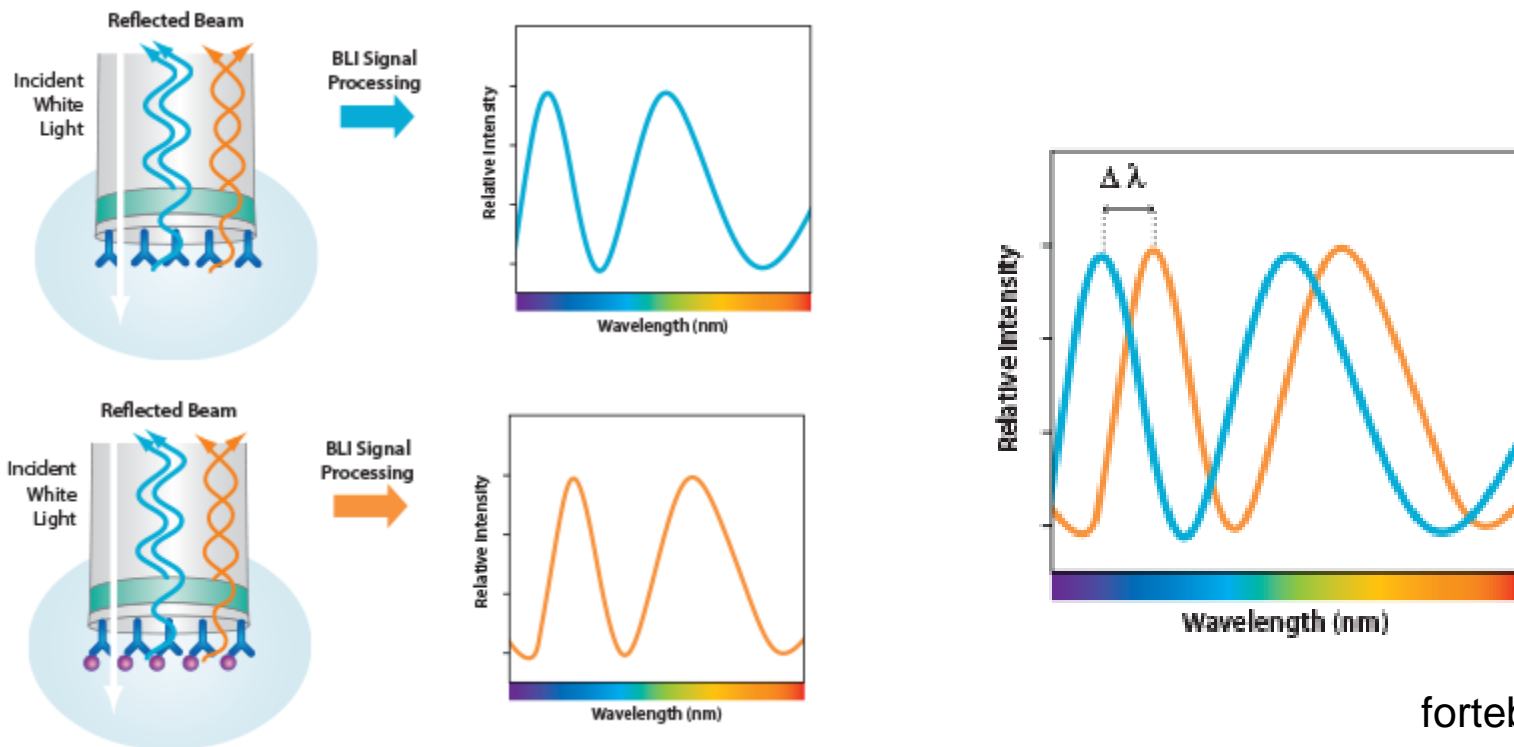 Reflected Beam
Incident
White
Light
BLI Signal
Processing
Relative Intensity
Wavelength (nm)
Reflected Beam
Incident
White
Light
BLI Signal
Processing
Relative Intensity
Wavelength (nm)
Δ λ
Relative Intensity
Wavelength (nm)
forteb